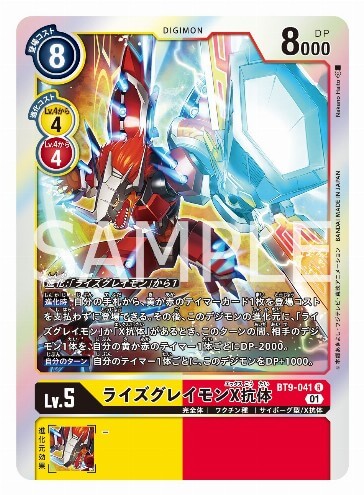 登場コスト
8
DIGIMON
DP
8000
進化コスト
Lv.4から
4
Lv.4から
4
Naochika Morishita
SAMPLE
進化:「ライズグレイモン」から1
進化時 自分の手札から、黄か赤のテイマーカード1枚を登場コスト
を支払わずに登場できる。その後、このデジモンの進化元に、「ライ
ズグレイモン」か「X抗体」があるとき、このターンの間、相手のデジ
モン1体を、自分の黄か赤のテイマー1体ごとにDP-2000。
自分のターン 自分のテイマー1体ごとに、このデジモンをDP+1000。
Lv.5
ライズグレイモンX抗体
BT9-041 R
01
完全体 | ワクチン種 | サイボーグ型/X抗体
進化元効果
-